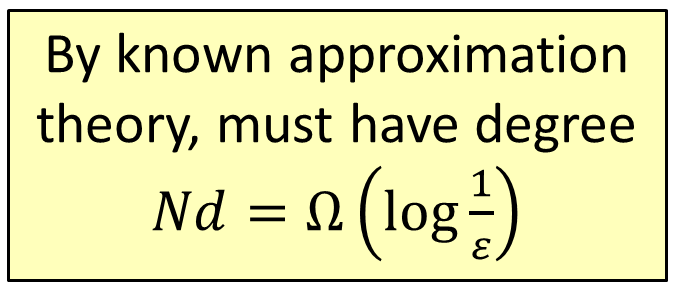 By known approximation
theory, must have degree
𝑁𝑑 = Ω (log 1/ε)